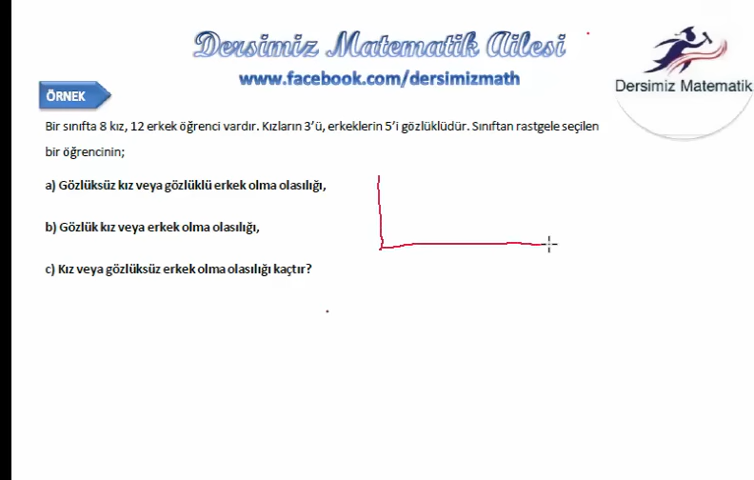 Dersimiz Matematik Ailesi
www.facebook.com/dersimizmath
Dersimiz Matematik
ÖRNEK
Bir sınıfta 8 kız, 12 erkek öğrenci vardır. Kızların 3’ü, erkeklerin 5’i gözlüklüdür. Sınıftan rastgele seçilen
bir öğrencinin;
a) Gözlüksüz kız veya gözlüklü erkek olma olasılığı,
b) Gözlük kız veya erkek olma olasılığı,
c) Kız veya gözlüksüz erkek olma olasılığı kaçtır?